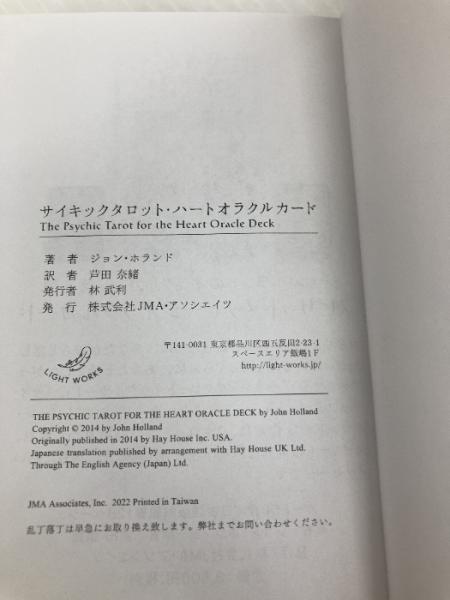 サイキックタロット・ハートオラクルカード
The Psychic Tarot for the Heart Oracle Deck
著　者　ジョン・ホランド
訳　者　芦田 奈緒
発行者　林 武利
発　行　株式会社JMA・アソシエイツ
〒141-0031 東京都品川区西五反田2-23-1
スペースエリア飯嶋1F
http://light-works.jp/
LIGHT WORKS
THE PSYCHIC TAROT FOR THE HEART ORACLE DECK by John Holland
Copyright © 2014 by John Holland
Originally published in 2014 by Hay House Inc. USA.
Japanese translation published by arrangement with Hay House UK Ltd.
Through The English Agency (Japan) Ltd.
JMA Associates, Inc. 2022 Printed in Taiwan
乱丁落丁は早急にお取り換え致します。弊社までお問い合わせください。